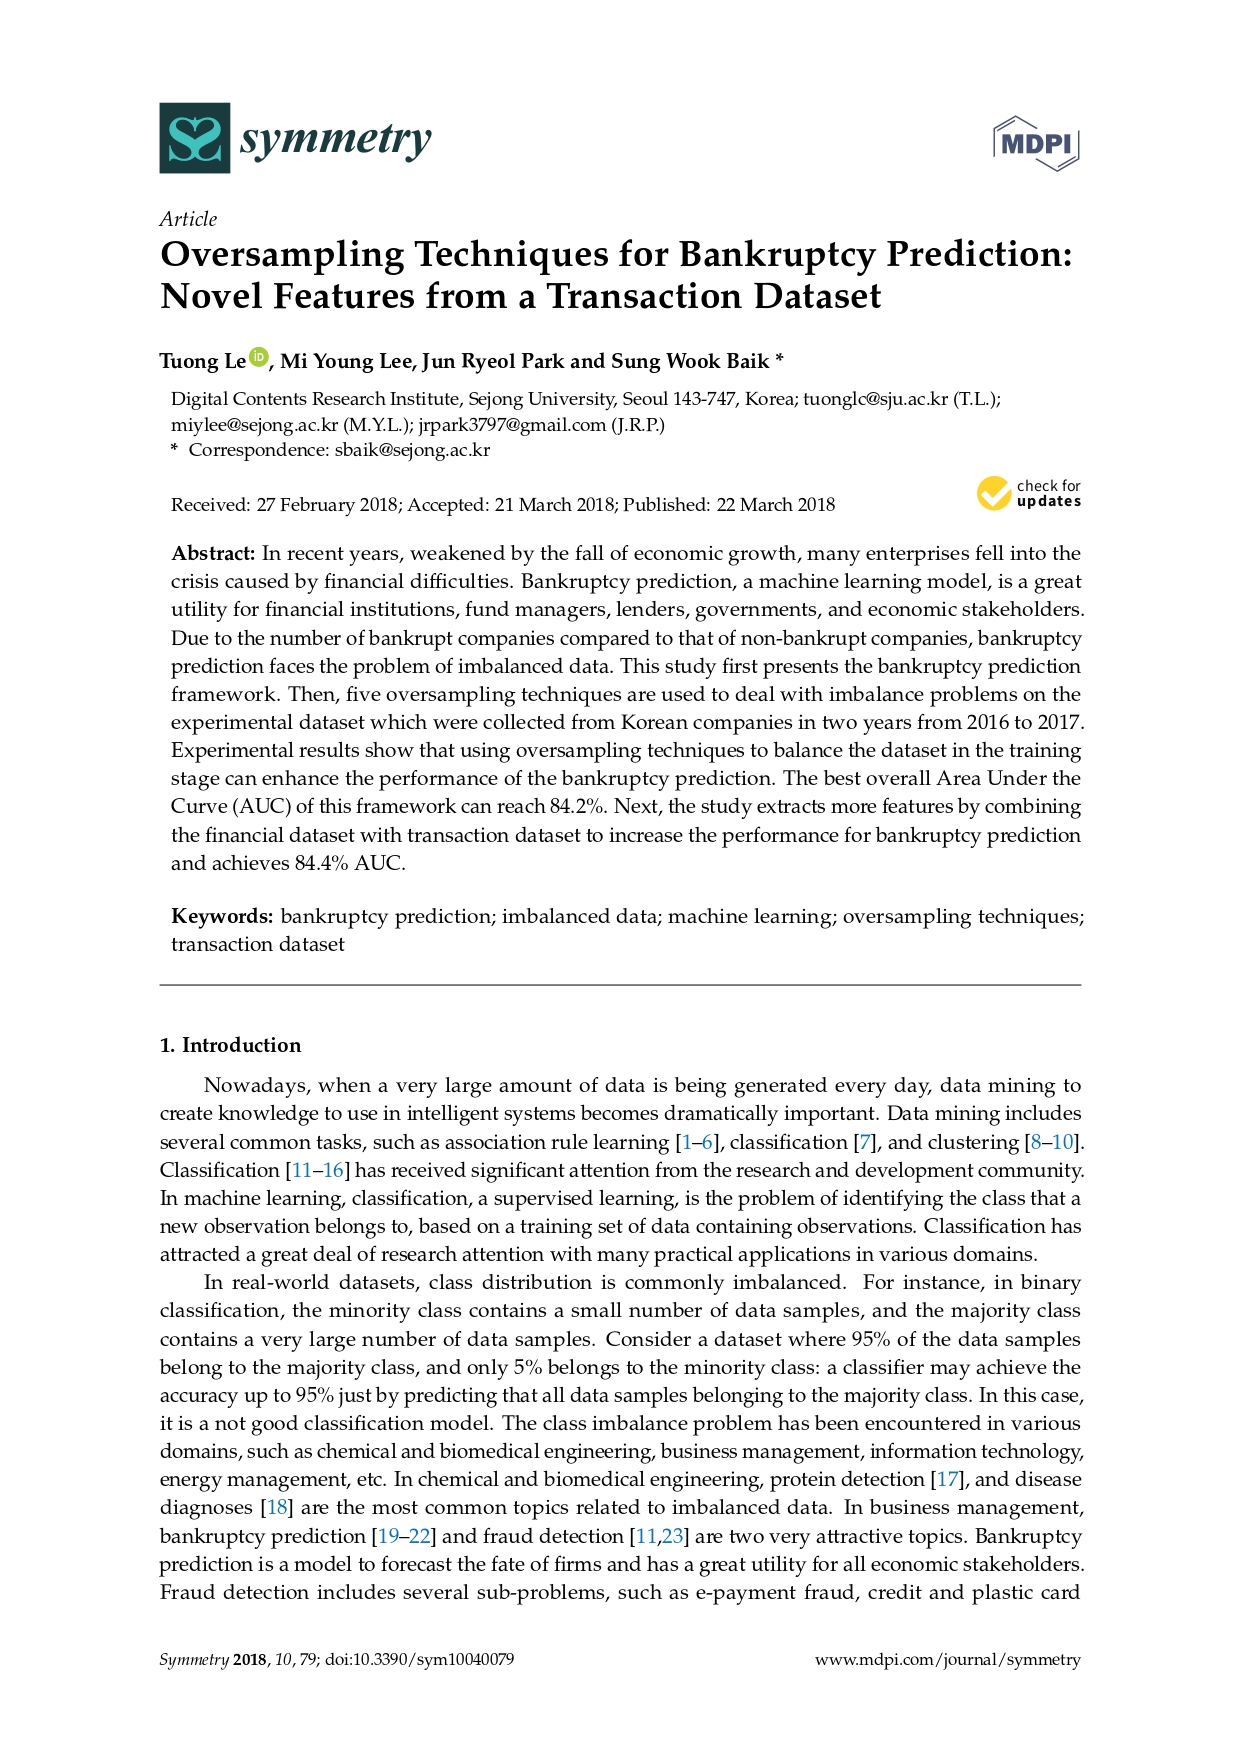 symmetry
MDPI
Article
Oversampling Techniques for Bankruptcy Prediction:
Novel Features from a Transaction Dataset
Tuong Le iD, Mi Young Lee, Jun Ryeol Park and Sung Wook Baik *
Digital Contents Research Institute, Sejong University, Seoul 143-747, Korea; tuonglc@sju.ac.kr (T.L.);
miylee@sejong.ac.kr (M.Y.L.); jrpark3797@gmail.com (J.R.P.)
* Correspondence: sbaik@sejong.ac.kr
Received: 27 February 2018; Accepted: 21 March 2018; Published: 22 March 2018
check for
updates
Abstract: In recent years, weakened by the fall of economic growth, many enterprises fell into the
crisis caused by financial difficulties. Bankruptcy prediction, a machine learning model, is a great
utility for financial institutions, fund managers, lenders, governments, and economic stakeholders.
Due to the number of bankrupt companies compared to that of non-bankrupt companies, bankruptcy
prediction faces the problem of imbalanced data. This study first presents the bankruptcy prediction
framework. Then, five oversampling techniques are used to deal with imbalance problems on the
experimental dataset which were collected from Korean companies in two years from 2016 to 2017.
Experimental results show that using oversampling techniques to balance the dataset in the training
stage can enhance the performance of the bankruptcy prediction. The best overall Area Under the
Curve (AUC) of this framework can reach 84.2%. Next, the study extracts more features by combining
the financial dataset with transaction dataset to increase the performance for bankruptcy prediction
and achieves 84.4% AUC.
Keywords: bankruptcy prediction; imbalanced data; machine learning; oversampling techniques;
transaction dataset
1. Introduction
Nowadays, when a very large amount of data is being generated every day, data mining to
create knowledge to use in intelligent systems becomes dramatically important. Data mining includes
several common tasks, such as association rule learning [1–6], classification [7], and clustering [8–10].
Classification [11–16] has received significant attention from the research and development community.
In machine learning, classification, a supervised learning, is the problem of identifying the class that a
new observation belongs to, based on a training set of data containing observations. Classification has
attracted a great deal of research attention with many practical applications in various domains.
In real-world datasets, class distribution is commonly imbalanced. For instance, in binary
classification, the minority class contains a small number of data samples, and the majority class
contains a very large number of data samples. Consider a dataset where 95% of the data samples
belong to the majority class, and only 5% belongs to the minority class: a classifier may achieve the
accuracy up to 95% just by predicting that all data samples belonging to the majority class. In this case,
it is a not good classification model. The class imbalance problem has been encountered in various
domains, such as chemical and biomedical engineering, business management, information technology,
energy management, etc. In chemical and biomedical engineering, protein detection [17], and disease
diagnoses [18] are the most common topics related to imbalanced data. In business management,
bankruptcy prediction [19–22] and fraud detection [11,23] are two very attractive topics. Bankruptcy
prediction is a model to forecast the fate of firms and has a great utility for all economic stakeholders.
Fraud detection includes several sub-problems, such as e-payment fraud, credit and plastic card
Symmetry 2018, 10, 79; doi:10.3390/sym10040079
www.mdpi.com/journal/symmetry